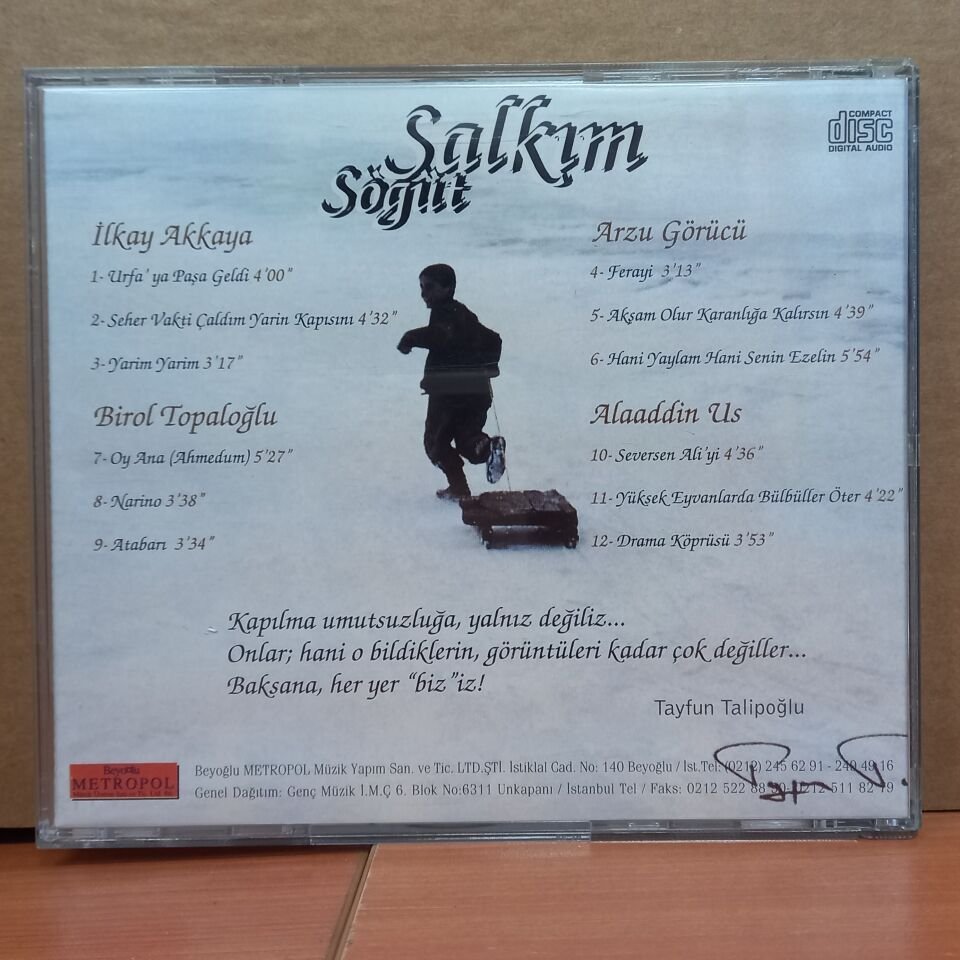 Salkım
Söğüt
COMPACT
disc
DIGITAL AUDIO
İlkay Akkaya
1- Urfa' ya Paşa Geldi 4'00"
2- Seher Vakti Çaldım Yarin Kapısını 4'32"
3- Yarim Yarim 3'17"
Arzu Görücü
4- Ferayi 3'13"
5- Akşam Olur Karanlığa Kalırsın 4'39"
6- Hani Yaylam Hani Senin Ezelin 5'54"
Birol Topaloğlu
7- Oy Ana (Ahmedum) 5'27"
8- Narino 3'38"
9- Atabarı 3'34"
Alaaddin Us
10- Seversen Ali'yi 4'36"
11- Yüksek Eyvanlarda Bülbüller Öter 4'22"
12- Drama Köprüsü 3'53"
Kapılma umutsuzluğa, yalnız değiliz...
Onlar; hani o bildiklerin, görüntüleri kadar çok değiller...
Baksana, her yer "biz"iz!
Tayfun Talipoğlu
Beyoğlu
METROPOL
Beyoğlu METROPOL Müzik Yapım San. ve Tic. LTD.ŞTİ. İstiklal Cad. No: 140 Beyoğlu / İst.Tel: (0212) 245 62 91 - 249 49 16
Genel Dağıtım: Genç Müzik İ.M.Ç 6. Blok No:6311 Unkapanı / İstanbul Tel / Faks: 0212 522 88 0212 511 82